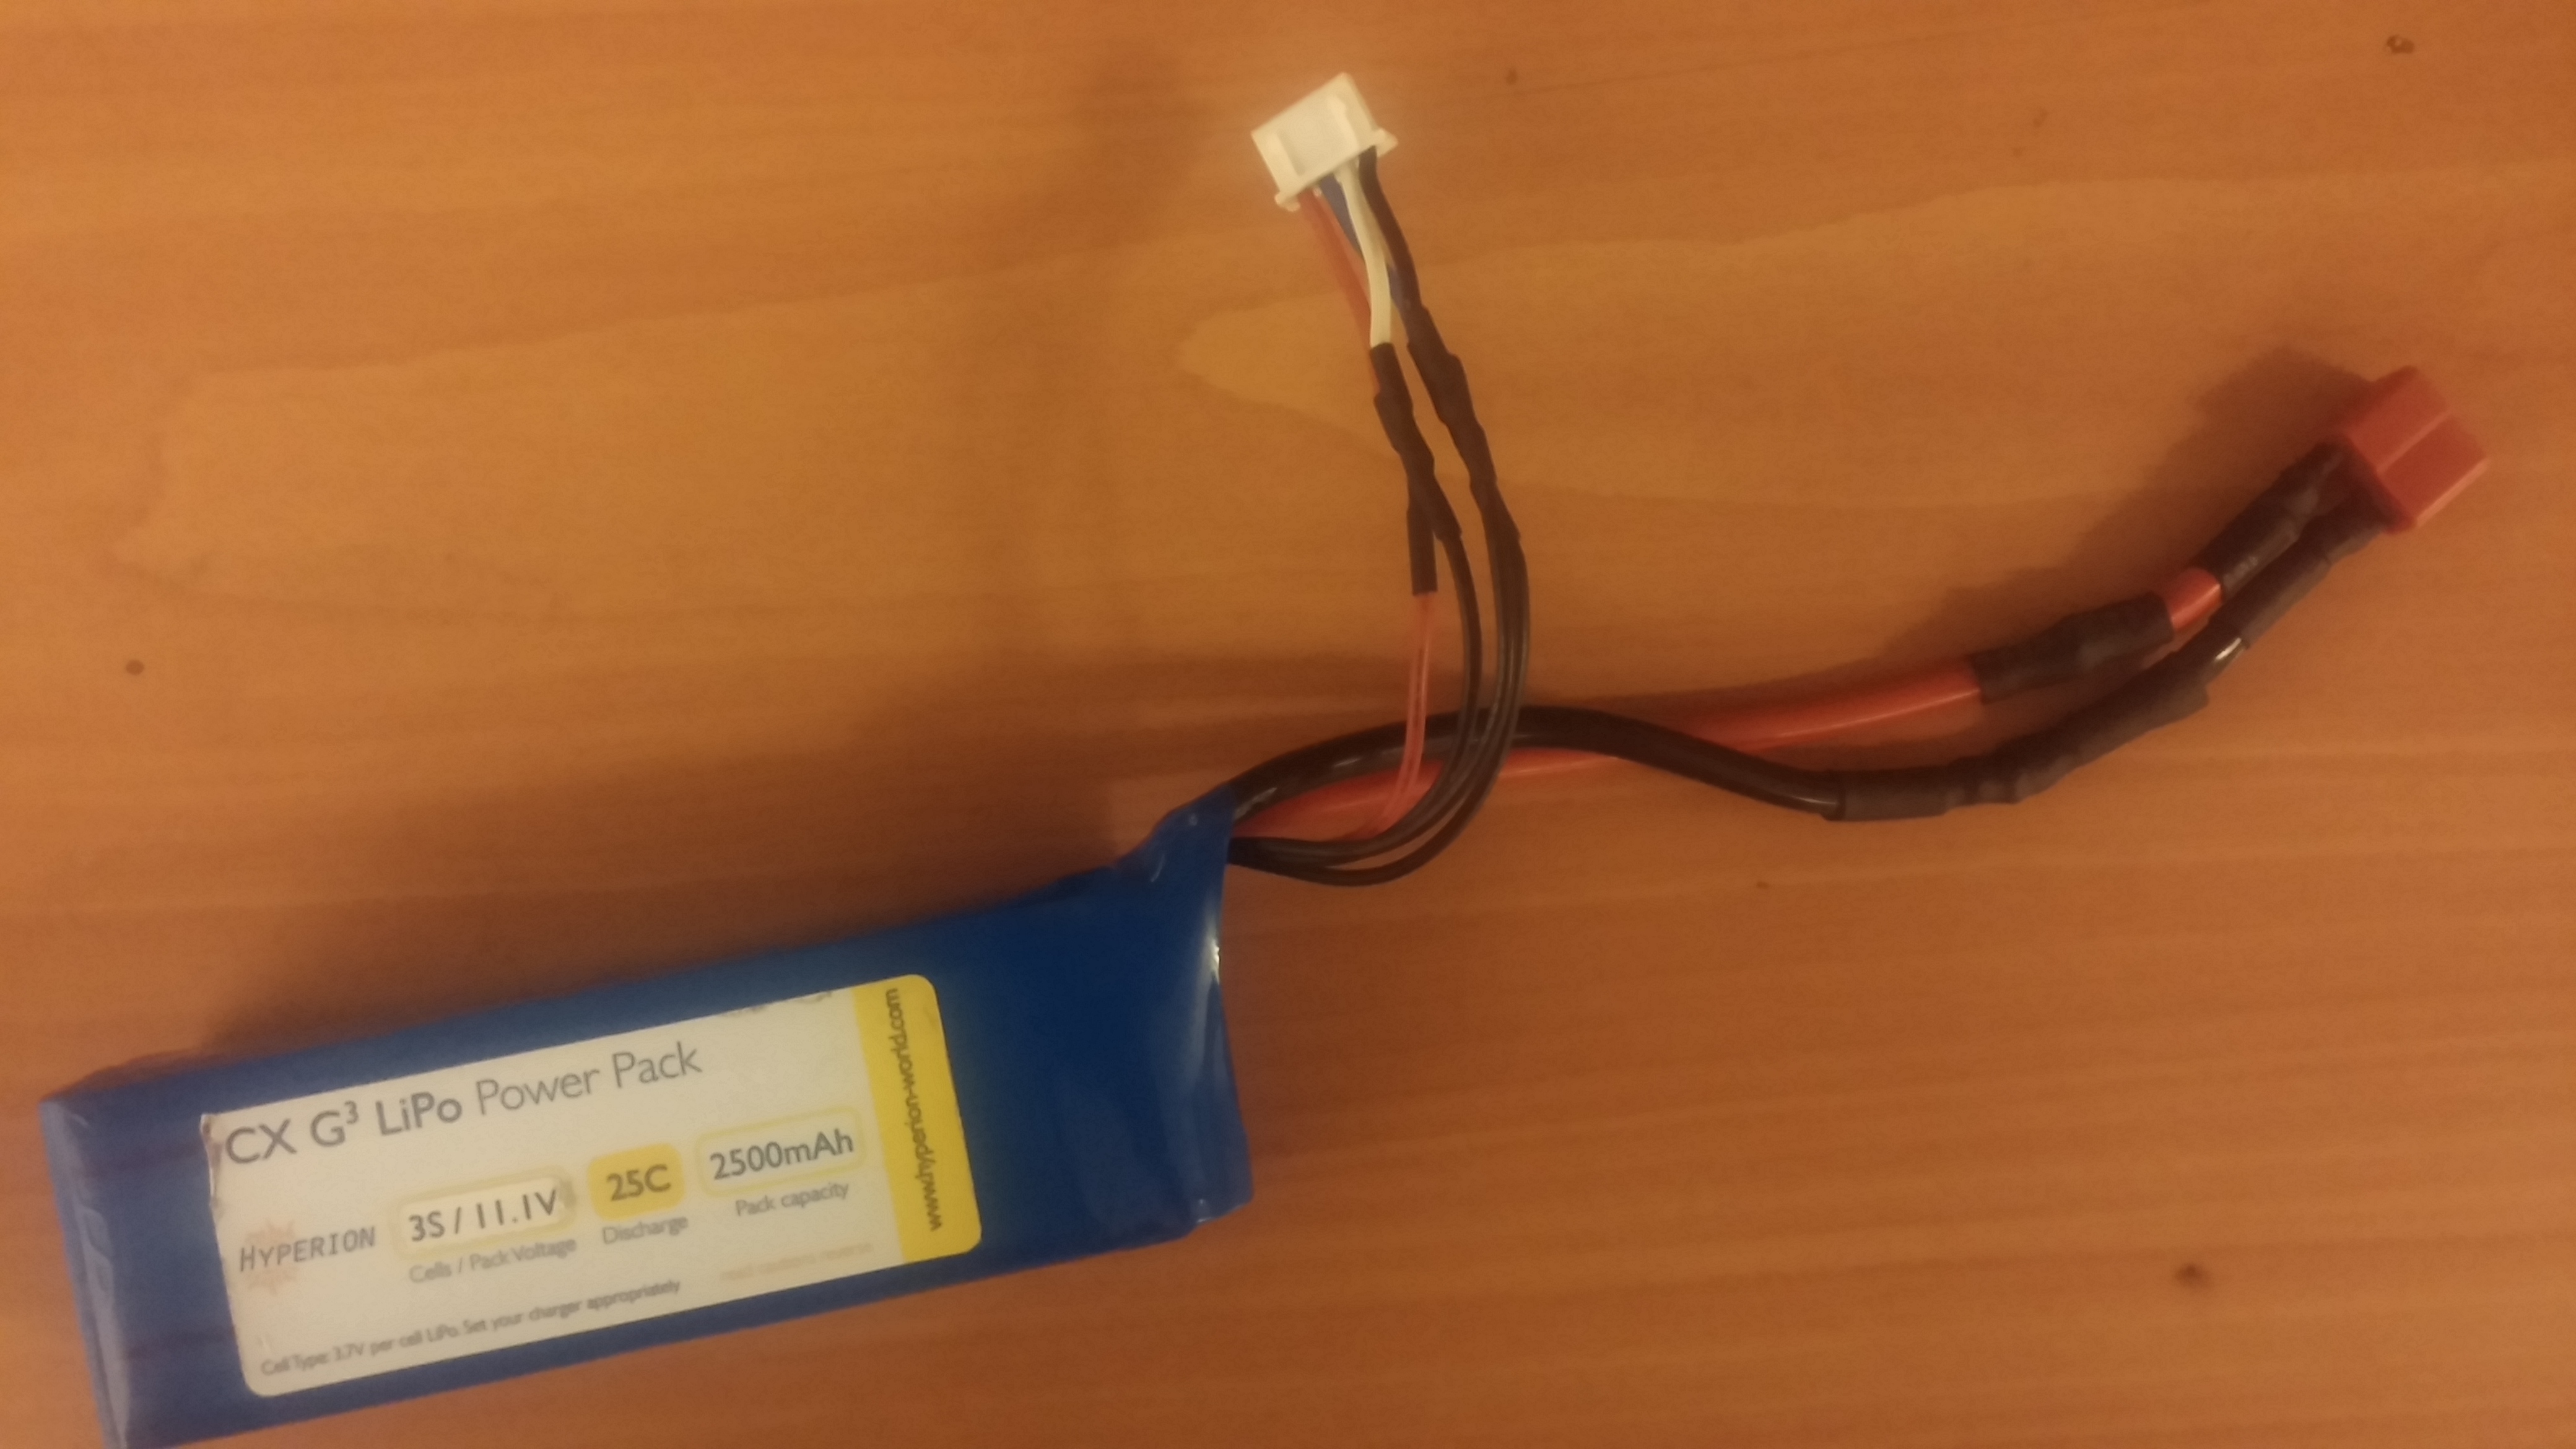 CX G³ LiPo Power Pack
HYPERION
3S / 11.1V
Cells / Pack Voltage
25C
Discharge
2500mAh
Pack capacity
Cell Type: 3.7V per cell LiPo. Set your charger appropriately
www.hyperion-world.com